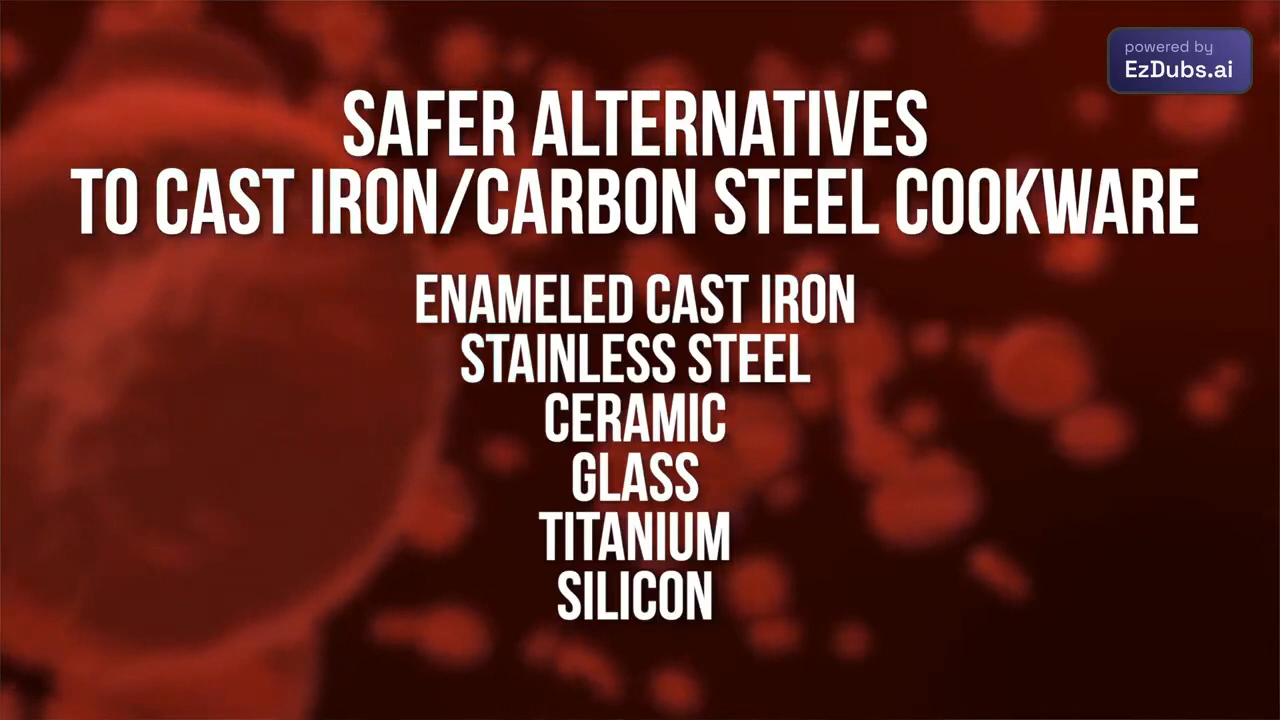 powered by
EzDubs.ai
SAFER ALTERNATIVES
TO CAST IRON/CARBON STEEL COOKWARE
ENAMELED CAST IRON
STAINLESS STEEL
CERAMIC
GLASS
TITANIUM
SILICON